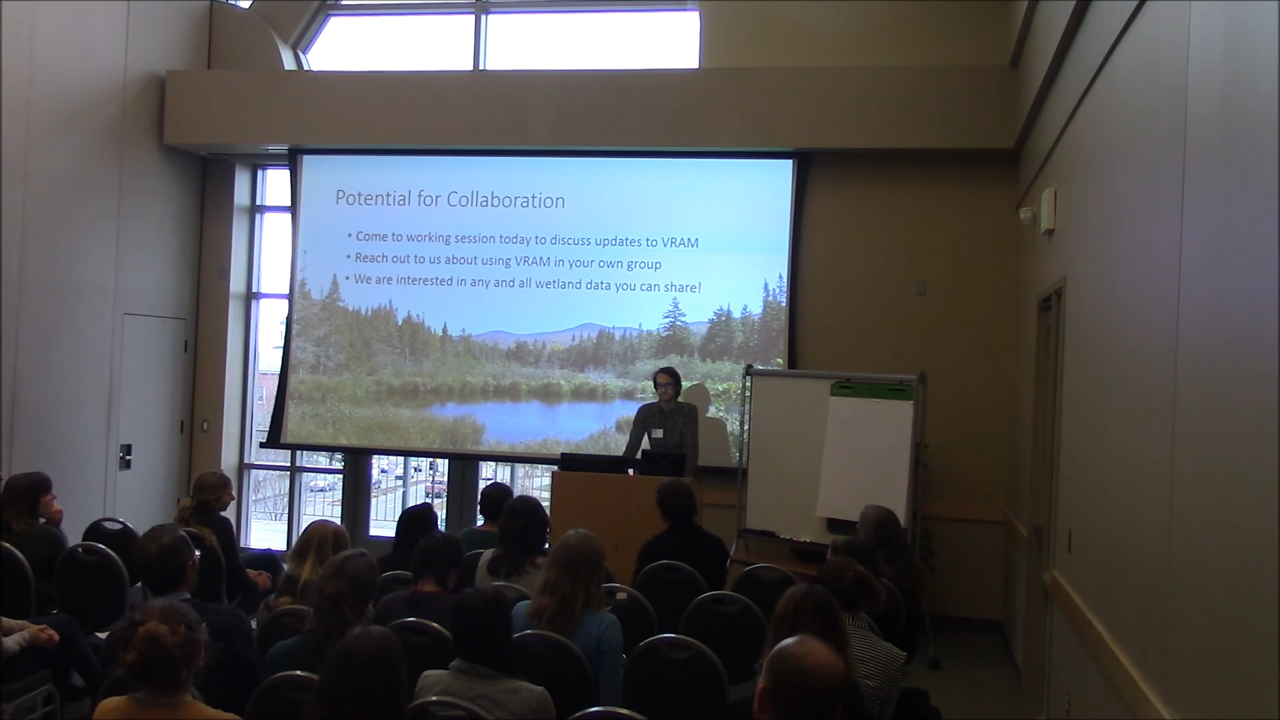 Potential for Collaboration
• Come to working session today to discuss updates to VRAM
• Reach out to us about using VRAM in your own group
• We are interested in any and all wetland data you can share!